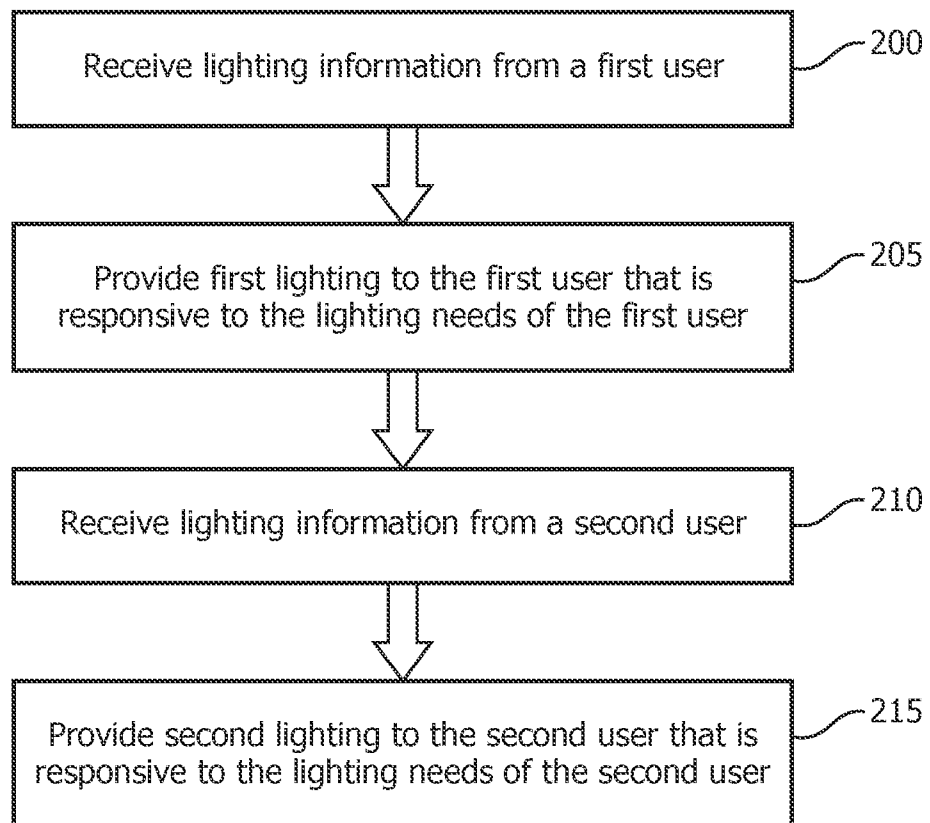 Receive lighting information from a first user
200
Provide first lighting to the first user that is
responsive to the lighting needs of the first user
205
Receive lighting information from a second user
210
Provide second lighting to the second user that is
responsive to the lighting needs of the second user
215